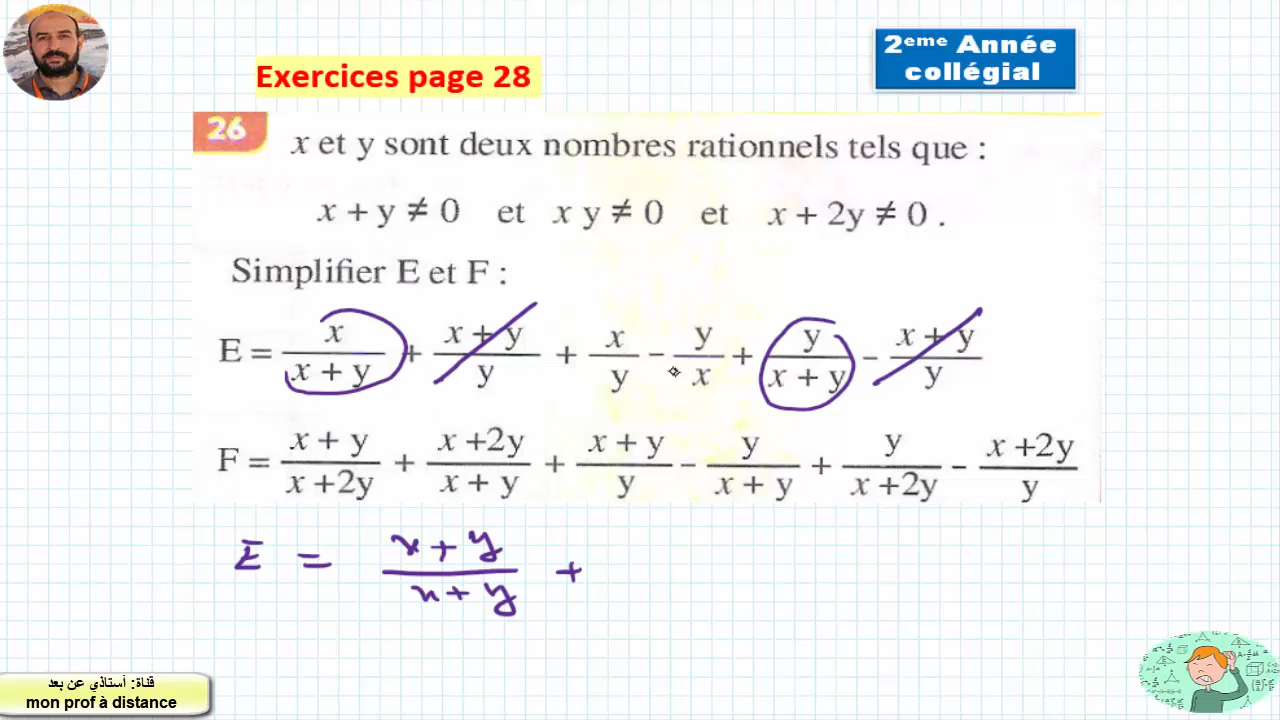 2eme Année
collégial
Exercices page 28
26
x et y sont deux nombres rationnels tels que :
x + y ≠ 0 et x y ≠ 0 et x + 2y ≠ 0 .
Simplifier E et F :
E = x/(x + y) + (x + y)/y + x/y − y/x + y/(x + y) − (x + y)/y
F = (x + y)/(x +2y) + (x +2y)/(x + y) + (x + y)/y − y/(x + y) + y/(x +2y) − (x +2y)/y
E = (x + y)/(x + y) +
قناة: أستاذي عن بعد
mon prof à distance